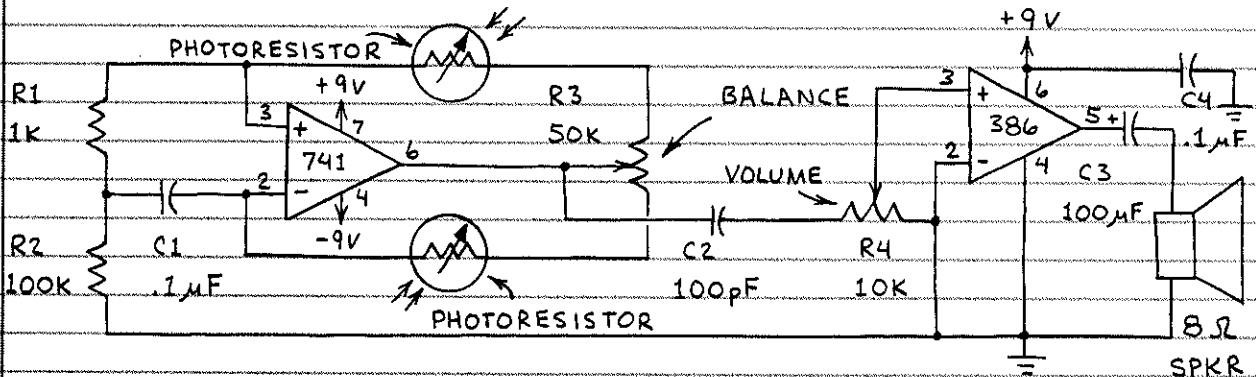 PHOTORESISTOR
+9V
R1
1K
3
+
7
741
6
2
-
4
-9V
R2
100K
C1
.1µF
PHOTORESISTOR
R3
50K
BALANCE
VOLUME
C2
100pF
R4
10K
+9V
3
+
6
386
5
+
2
-
4
C4
.1µF
C3
100µF
8Ω
SPKR